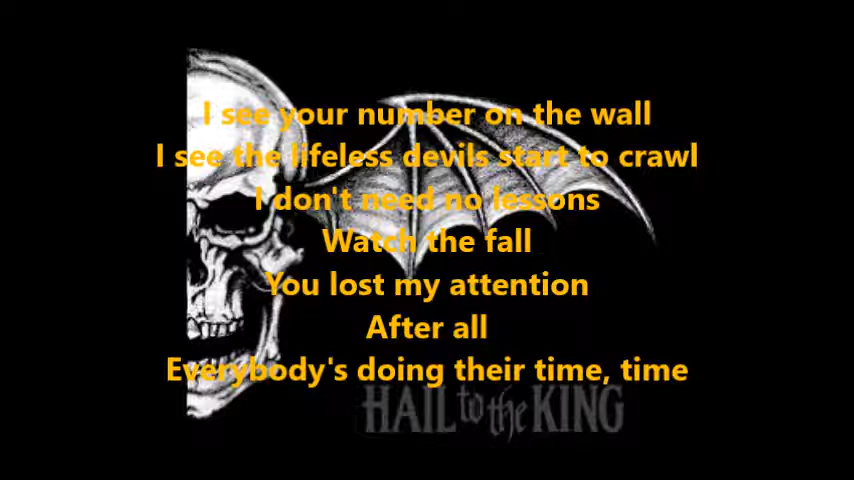 I see your number on the wall
I see the lifeless devils start to crawl
I don't need no lessons
Watch the fall
You lost my attention
After all
Everybody's doing their time, time
HAIL to the KING